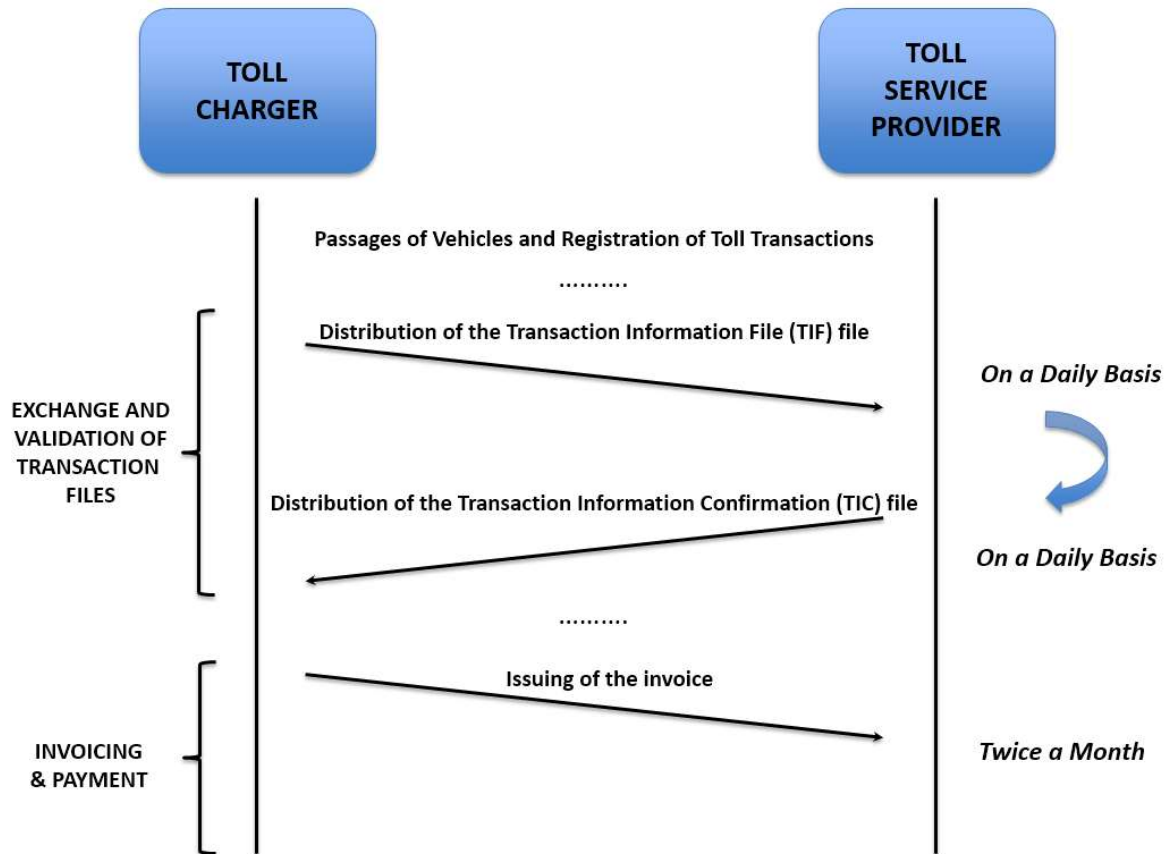 TOLL
CHARGER
TOLL
SERVICE
PROVIDER
Passages of Vehicles and Registration of Toll Transactions
..........
Distribution of the Transaction Information File (TIF) file
On a Daily Basis
EXCHANGE AND
VALIDATION OF
TRANSACTION
FILES
Distribution of the Transaction Information Confirmation (TIC) file
On a Daily Basis
..........
Issuing of the invoice
INVOICING
& PAYMENT
Twice a Month